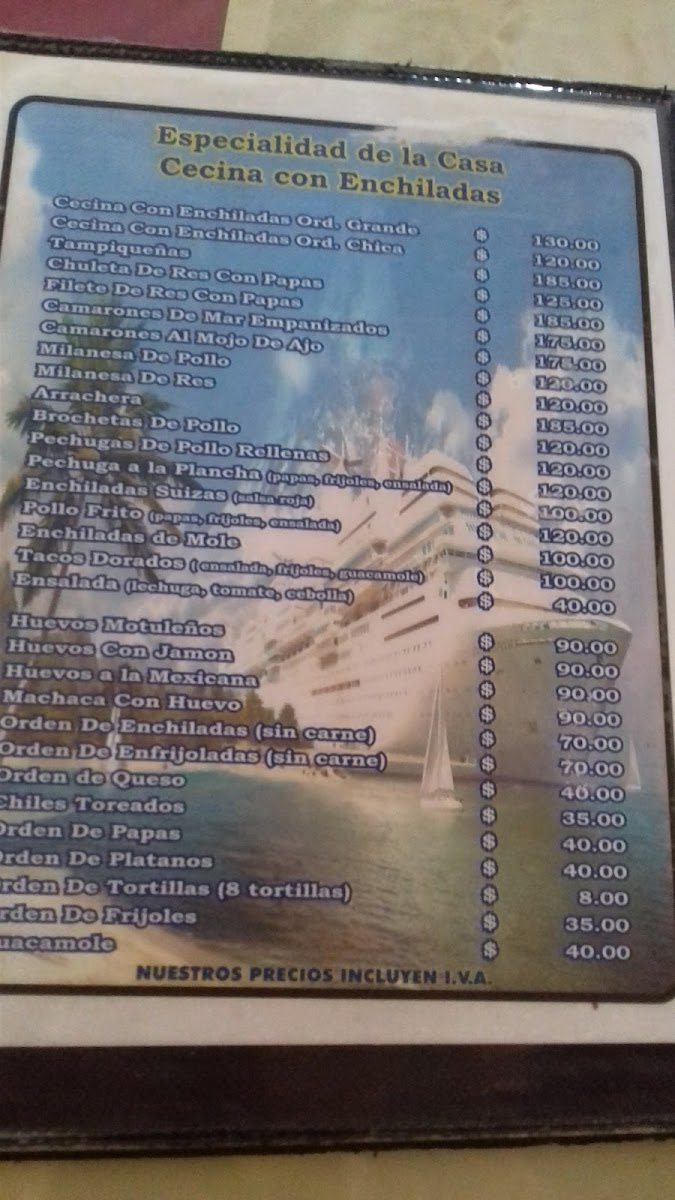 Especialidad de la Casa
Cecina con Enchiladas
Cecina Con Enchiladas Ord. Grande $ 130.00
Cecina Con Enchiladas Ord. Chica $ 120.00
Tampiqueñas $ 185.00
Chuleta De Res Con Papas $ 125.00
Filete De Res Con Papas $ 185.00
Camarones De Mar Empanizados $ 175.00
Camarones Al Mojo De Ajo $ 175.00
Milanesa De Pollo $ 120.00
Milanesa De Res $ 120.00
Arrachera $ 185.00
Brochetas De Pollo $ 120.00
Pechugas De Pollo Rellenas $ 120.00
Pechuga a la Plancha (papas, frijoles, ensalada) $ 120.00
Enchiladas Suizas (salsa roja) $ 100.00
Pollo Frito (papas, frijoles, ensalada) $ 120.00
Enchiladas de Mole $ 100.00
Tacos Dorados (ensalada, frijoles, guacamole) $ 100.00
Ensalada (lechuga, tomate, cebolla) $ 40.00
Huevos Motuleños $ 90.00
Huevos Con Jamon $ 90.00
Huevos a la Mexicana $ 90.00
Machaca Con Huevo $ 90.00
Orden De Enchiladas (sin carne) $ 70.00
Orden De Enfrijoladas (sin carne) $ 70.00
Orden de Queso $ 40.00
Chiles Toreados $ 35.00
Orden De Papas $ 40.00
Orden De Platanos $ 40.00
rden De Tortillas (8 tortillas) $ 8.00
rden De Frijoles $ 35.00
uacamole $ 40.00
NUESTROS PRECIOS INCLUYEN I.V.A.